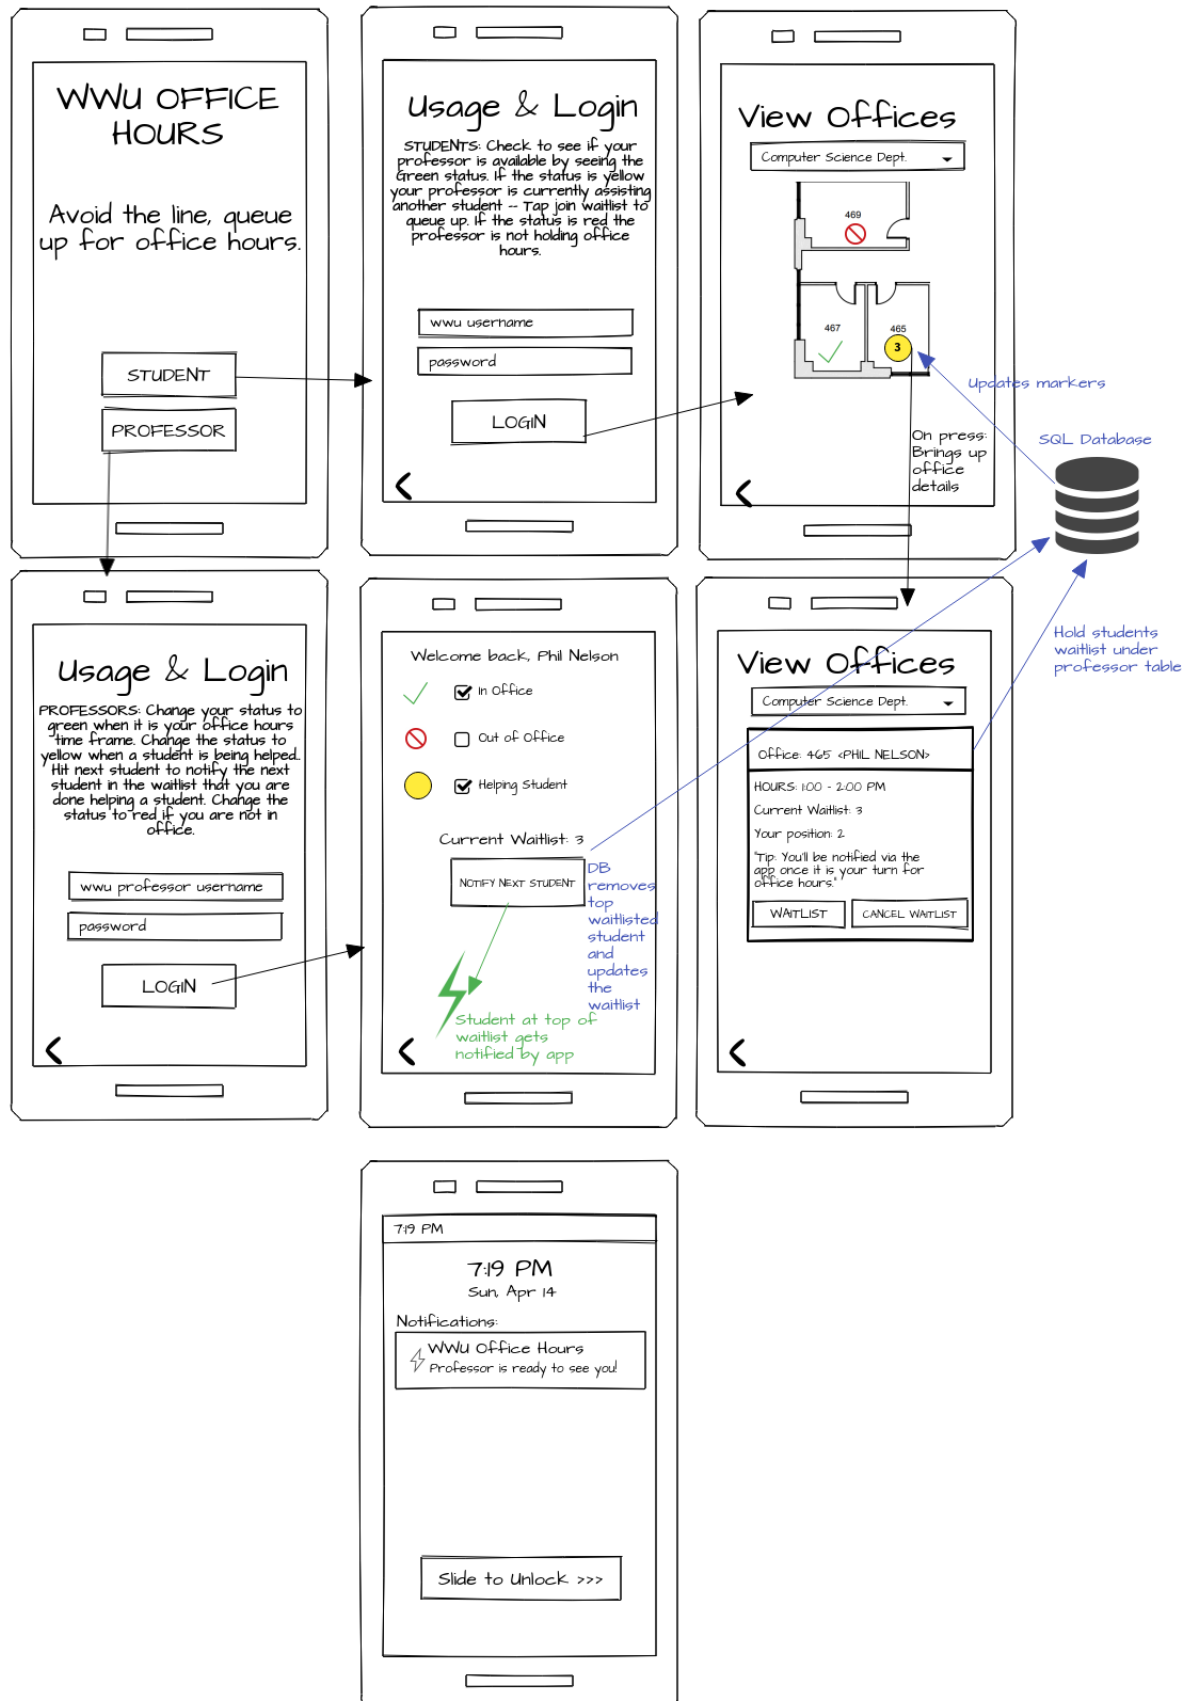 WWU OFFICE
HOURS
Avoid the line, queue
up for office hours.
STUDENT
PROFESSOR
Usage & Login
STUDENTS: Check to see if your
professor is available by seeing the
Green status. If the status is yellow
your professor is currently assisting
another student -- Tap join waitlist to
queue up. If the status is red the
professor is not holding office
hours.
wwu username
password
LOGIN
View Offices
Computer Science Dept.
469
467
465
3
On press:
Brings up
office
details
Updates markers
SQL Database
Hold students
waitlist under
professor table
Usage & Login
PROFESSORS: Change your status to
green when it is your office hours
time frame. Change the status to
yellow when a student is being helped.
Hit next student to notify the next
student in the waitlist that you are
done helping a student. Change the
status to red if you are not in
office.
wwu professor username
password
LOGIN
Welcome back, Phil Nelson
In Office
Out of Office
Helping Student
Current Waitlist: 3
NOTIFY NEXT STUDENT
DB
removes
top
waitlisted
student
and
updates
the
waitlist
Student at top of
waitlist gets
notified by app
View Offices
Computer Science Dept.
Office: 465 <PHIL NELSON>
HOURS: 1:00 - 2:00 PM
Current Waitlist: 3
Your position: 2
"Tip: You'll be notified via the
app once it is your turn for
office hours."
WAITLIST
CANCEL WAITLIST
7:19 PM
7:19 PM
Sun, Apr 14
Notifications:
WWU Office Hours
Professor is ready to see you!
Slide to Unlock >>>